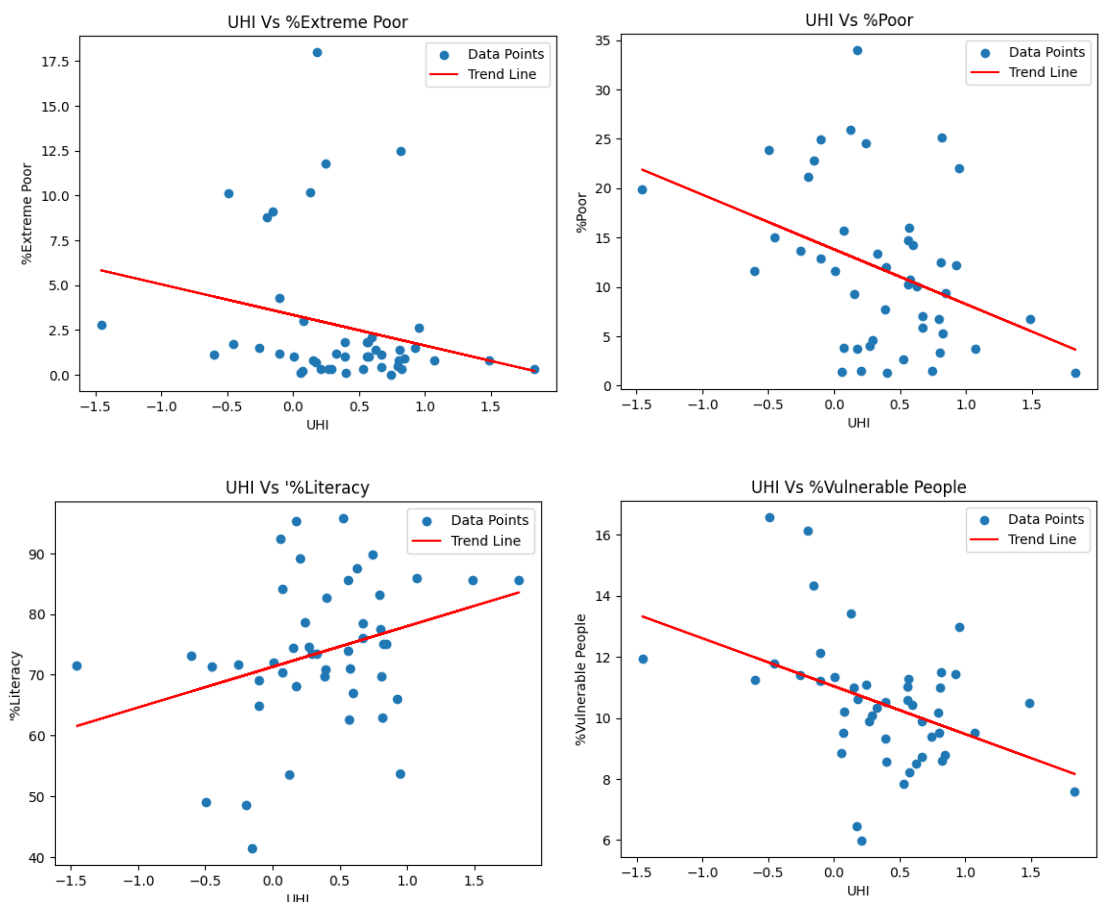 UHI Vs %Extreme Poor
Data Points
Trend Line
%Extreme Poor
17.5
15.0
12.5
10.0
7.5
5.0
2.5
0.0
−1.5 −1.0 −0.5 0.0 0.5 1.0 1.5
UHI
UHI Vs %Poor
Data Points
Trend Line
%Poor
35
30
25
20
15
10
5
0
−1.5 −1.0 −0.5 0.0 0.5 1.0 1.5
UHI
UHI Vs '%Literacy
Data Points
Trend Line
'%Literacy
90
80
70
60
50
40
−1.5 −1.0 −0.5 0.0 0.5 1.0 1.5
UHI
UHI Vs %Vulnerable People
Data Points
Trend Line
%Vulnerable People
16
14
12
10
8
6
−1.5 −1.0 −0.5 0.0 0.5 1.0 1.5
UHI